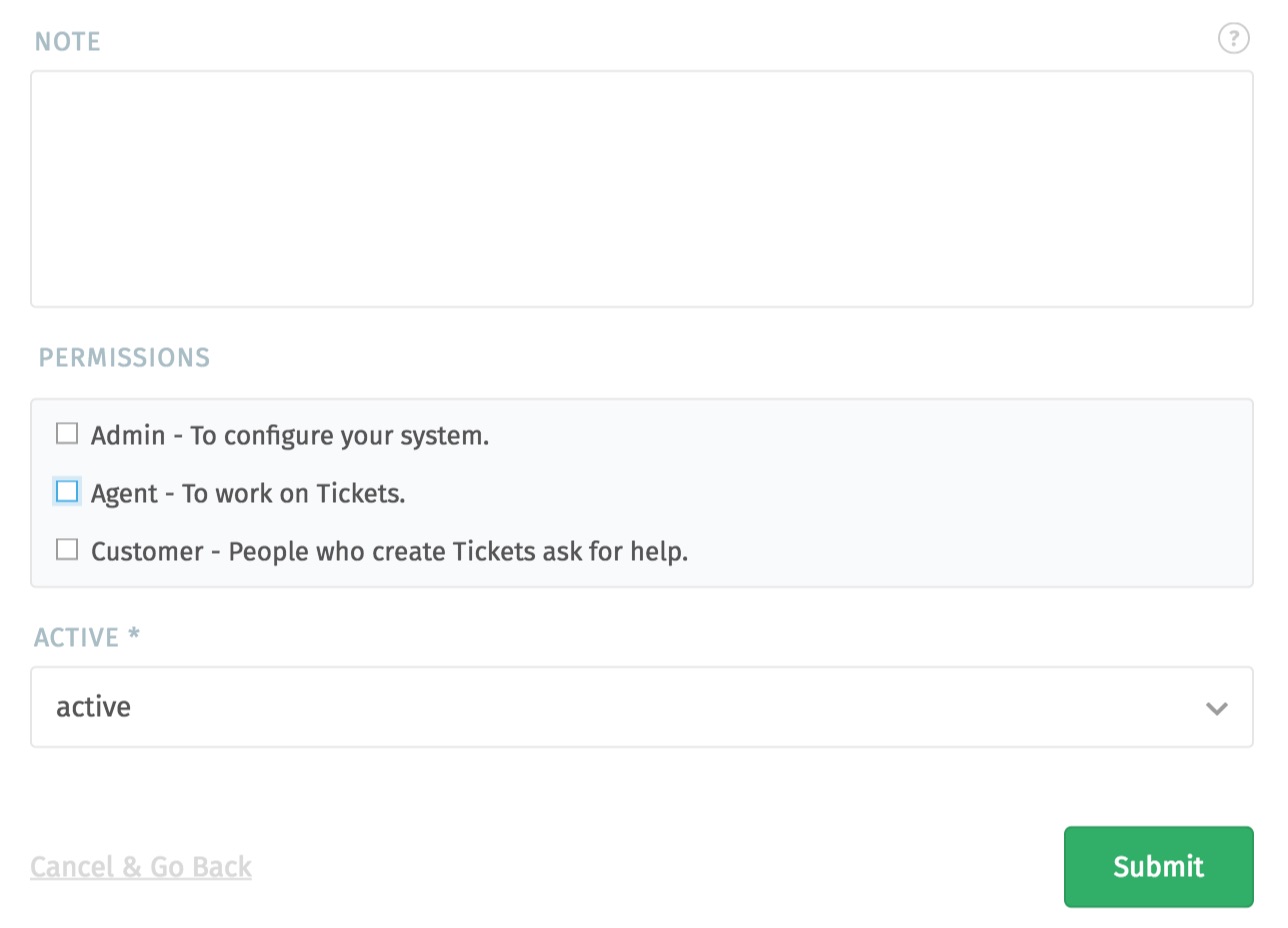 NOTE
?
PERMISSIONS
Admin - To configure your system.
Agent - To work on Tickets.
Customer - People who create Tickets ask for help.
ACTIVE *
active
Cancel & Go Back
Submit